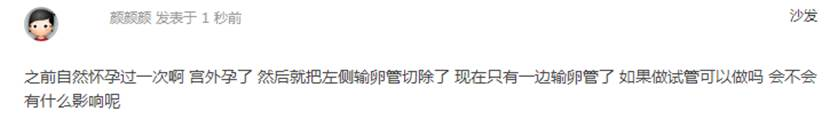 颜颜颜 发表于 1 秒前
沙发
之前自然怀孕过一次啊 宫外孕了 然后就把左侧输卵管切除了 现在只有一边输卵管了 如果做试管可以做吗 会不会
有什么影响呢